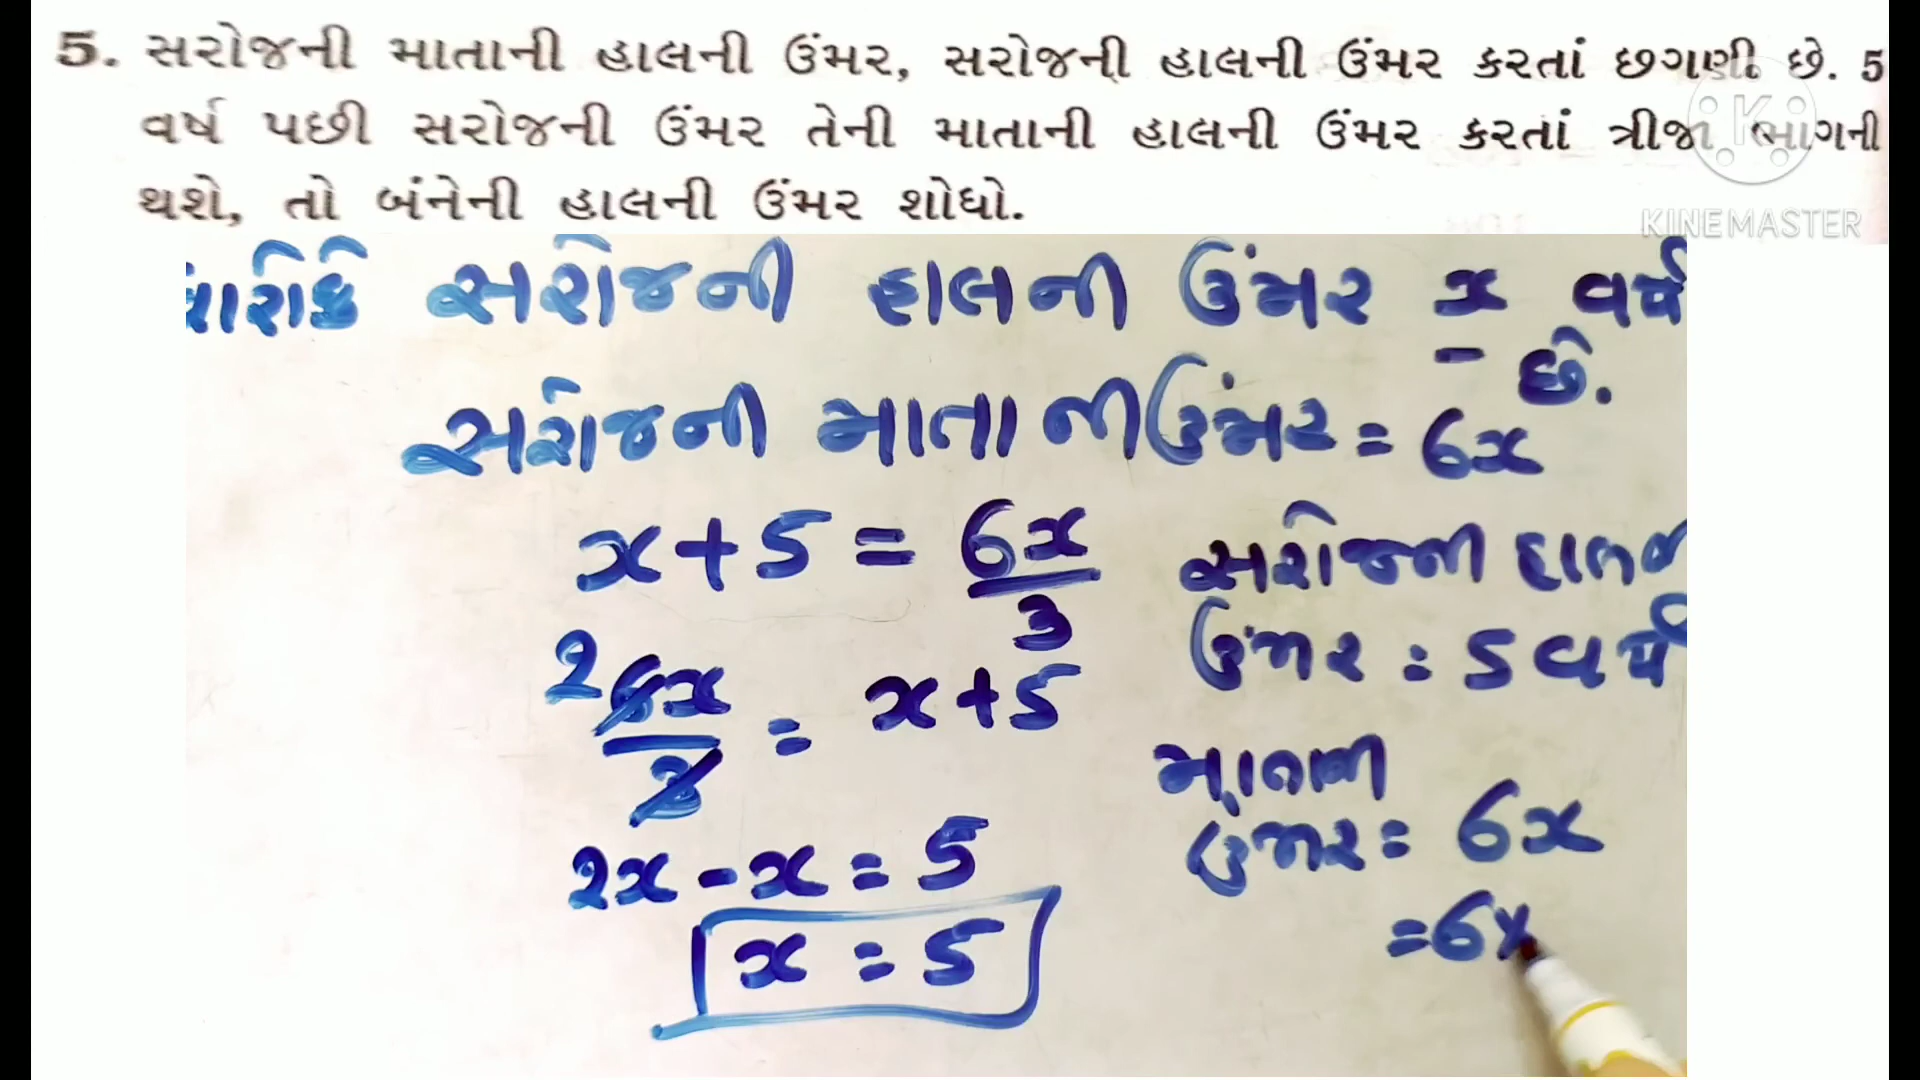 5. સરોજની માતાની હાલની ઉંમર, સરોજની હાલની ઉંમર કરતાં છગણી છે. 5
વર્ષ પછી સરોજની ઉંમર તેની માતાની હાલની ઉંમર કરતાં ત્રીજા ભાગની
થશે, તો બંનેની હાલની ઉંમર શોધો.
KINEMASTER
સરોજની હાલની ઉંમર x વર્ષ
છે.
સરોજની માતાની ઉંમર = 6x
x + 5 = 6x/3
2 6x/3 = x + 5
2x - x = 5
x = 5
સરોજની હાલની
ઉંમર = 5 વર્ષ
માતાની
ઉંમર = 6x
= 6x